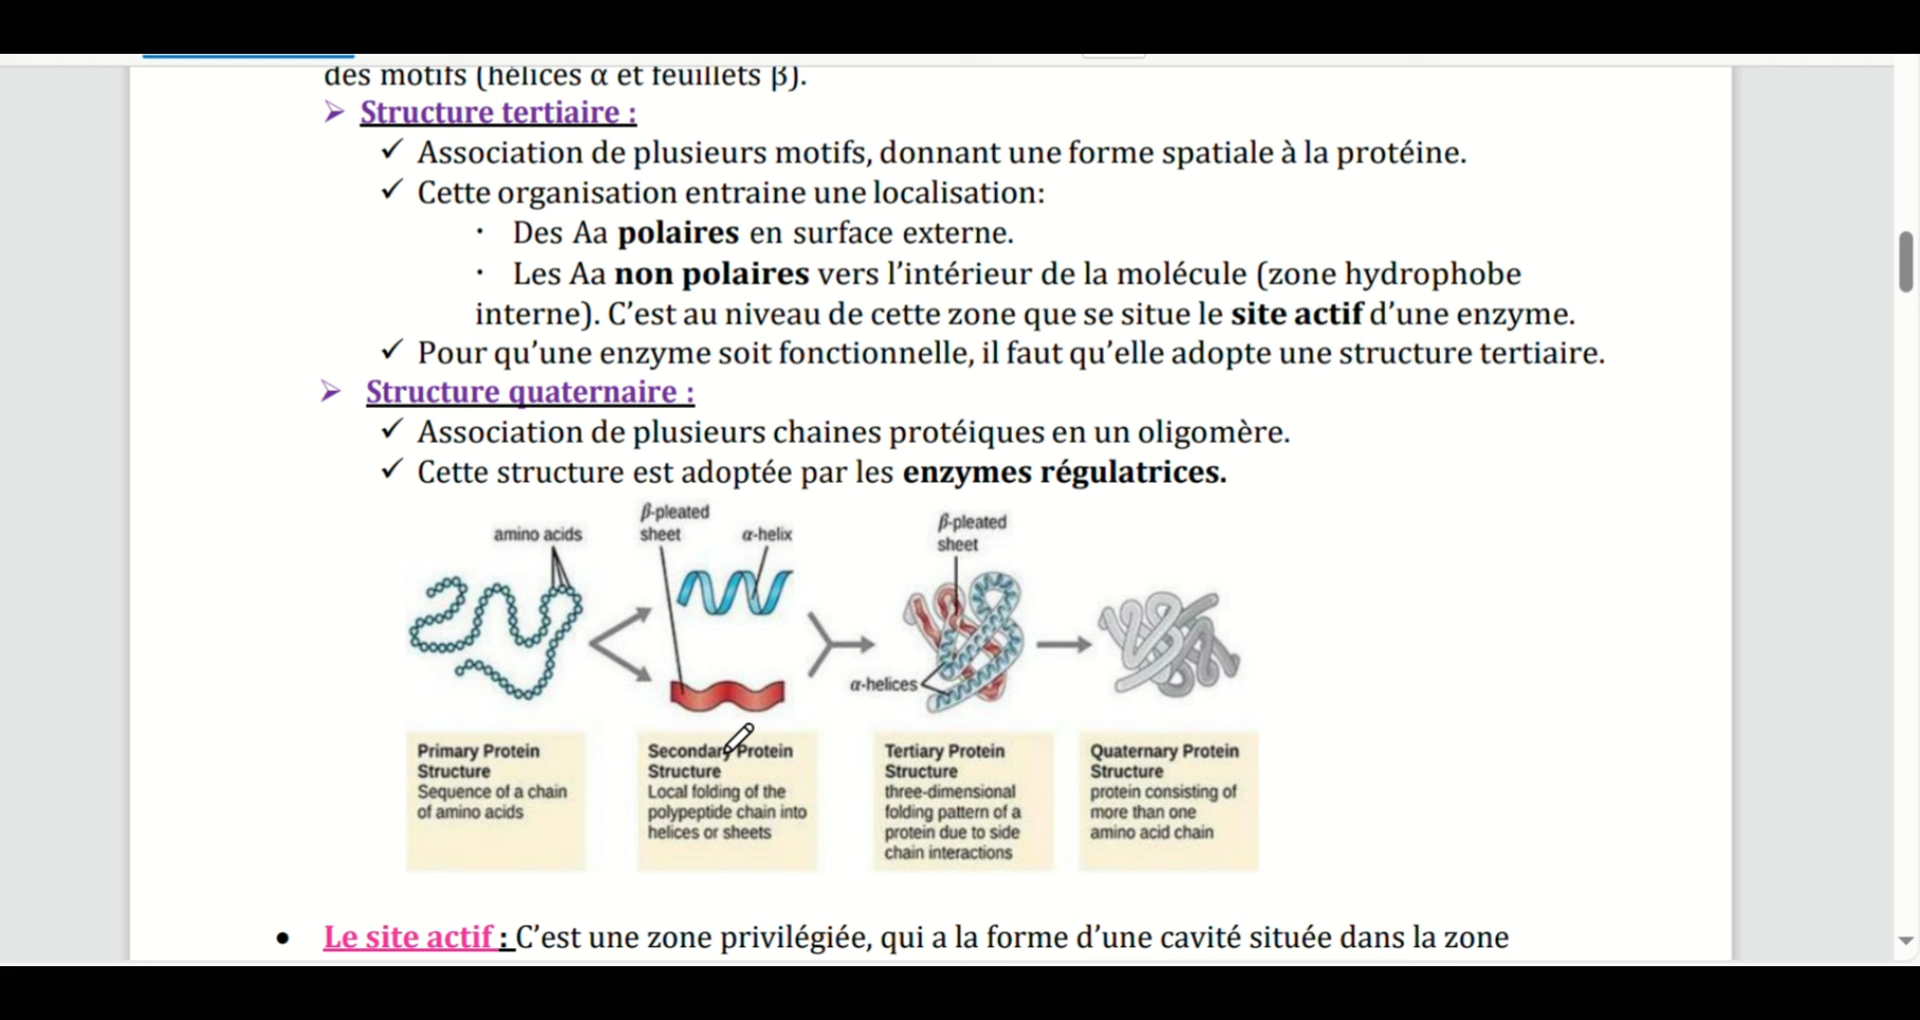 des motifs (hélices α et feuillets β).
➢ Structure tertiaire :
✓ Association de plusieurs motifs, donnant une forme spatiale à la protéine.
✓ Cette organisation entraine une localisation:
· Des Aa polaires en surface externe.
· Les Aa non polaires vers l’intérieur de la molécule (zone hydrophobe
interne). C’est au niveau de cette zone que se situe le site actif d’une enzyme.
✓ Pour qu’une enzyme soit fonctionnelle, il faut qu’elle adopte une structure tertiaire.
➢ Structure quaternaire :
✓ Association de plusieurs chaines protéiques en un oligomère.
✓ Cette structure est adoptée par les enzymes régulatrices.
amino acids
β-pleated
sheet
α-helix
β-pleated
sheet
α-helices
Primary Protein
Structure
Sequence of a chain
of amino acids
Secondary Protein
Structure
Local folding of the
polypeptide chain into
helices or sheets
Tertiary Protein
Structure
three-dimensional
folding pattern of a
protein due to side
chain interactions
Quaternary Protein
Structure
protein consisting of
more than one
amino acid chain
• Le site actif : C’est une zone privilégiée, qui a la forme d’une cavité située dans la zone